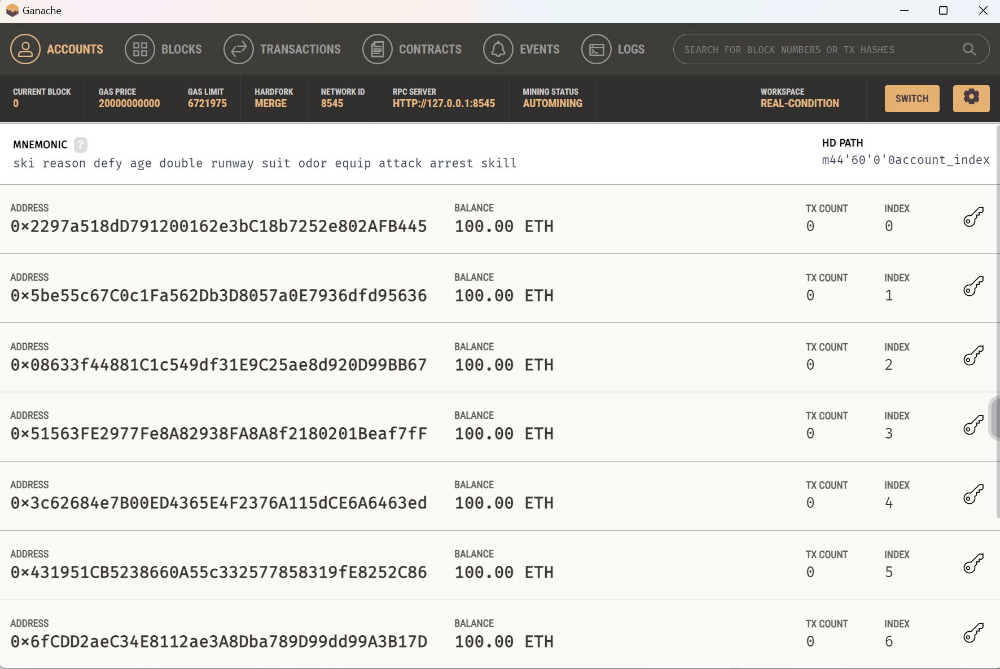 Ganache
ACCOUNTS BLOCKS TRANSACTIONS CONTRACTS EVENTS LOGS SEARCH FOR BLOCK NUMBERS OR TX HASHES
CURRENT BLOCK GAS PRICE GAS LIMIT HARDFORK NETWORK ID RPC SERVER MINING STATUS WORKSPACE
0 20000000000 6721975 MERGE 8545 HTTP://127.0.0.1:8545 AUTOMINING REAL-CONDITION SWITCH
MNEMONIC ? HD PATH
ski reason defy age double runway suit odor equip attack arrest skill m44'60'0'0account_index
ADDRESS BALANCE TX COUNT INDEX
0×2297a518dD791200162e3bC18b7252e802AFB445 100.00 ETH 0 0
ADDRESS BALANCE TX COUNT INDEX
0×5be55c67C0c1Fa562Db3D8057a0E7936dfd95636 100.00 ETH 0 1
ADDRESS BALANCE TX COUNT INDEX
0×08633f44881C1c549df31E9C25ae8d920D99BB67 100.00 ETH 0 2
ADDRESS BALANCE TX COUNT INDEX
0×51563FE2977Fe8A82938FA8A8f2180201Beaf7fF 100.00 ETH 0 3
ADDRESS BALANCE TX COUNT INDEX
0×3c62684e7B00ED4365E4F2376A115dCE6A6463ed 100.00 ETH 0 4
ADDRESS BALANCE TX COUNT INDEX
0×431951CB5238660A55c332577858319fE8252C86 100.00 ETH 0 5
ADDRESS BALANCE TX COUNT INDEX
0×6fCDD2aeC34E8112ae3A8Dba789D99dd99A3B17D 100.00 ETH 0 6